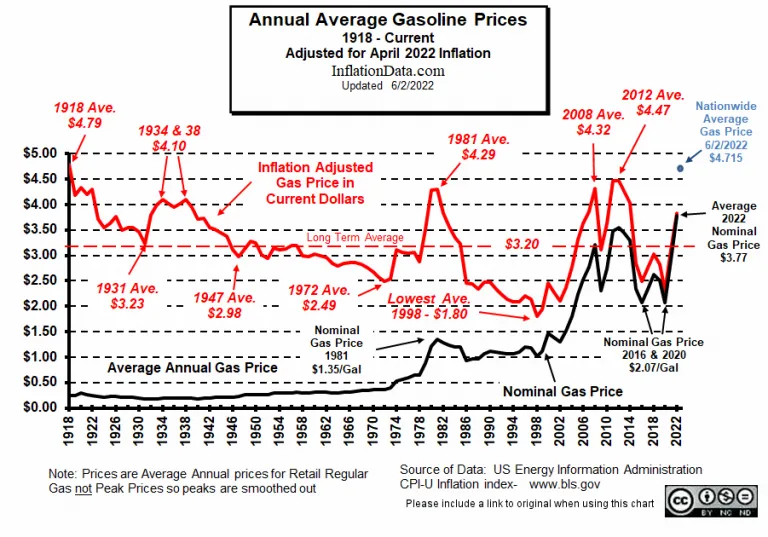 Annual Average Gasoline Prices
1918 - Current
Adjusted for April 2022 Inflation
InflationData.com
Updated 6/2/2022
1918 Ave.
$4.79
1934 & 38
$4.10
Inflation Adjusted
Gas Price in
Current Dollars
1981 Ave.
$4.29
2008 Ave.
$4.32
2012 Ave.
$4.47
Nationwide
Average
Gas Price
6/2/2022
$4.715
Average
2022
Nominal
Gas Price
$3.77
Long Term Average
$3.20
1931 Ave.
$3.23
1947 Ave.
$2.98
1972 Ave.
$2.49
Lowest Ave.
1998 - $1.80
Nominal
Gas Price
1981
$1.35/Gal
Average Annual Gas Price
Nominal Gas Price
Nominal Gas Price
2016 & 2020
$2.07/Gal
$5.00
$4.50
$4.00
$3.50
$3.00
$2.50
$2.00
$1.50
$1.00
$0.50
$0.00
1918
1922
1926
1930
1934
1938
1942
1946
1950
1954
1958
1962
1966
1970
1974
1978
1982
1986
1990
1994
1998
2002
2006
2010
2014
2018
2022
Note: Prices are Average Annual prices for Retail Regular
Gas not Peak Prices so peaks are smoothed out
Source of Data: US Energy Information Administration
CPI-U Inflation index- www.bls.gov
Please include a link to original when using this chart
cc
BY NC ND